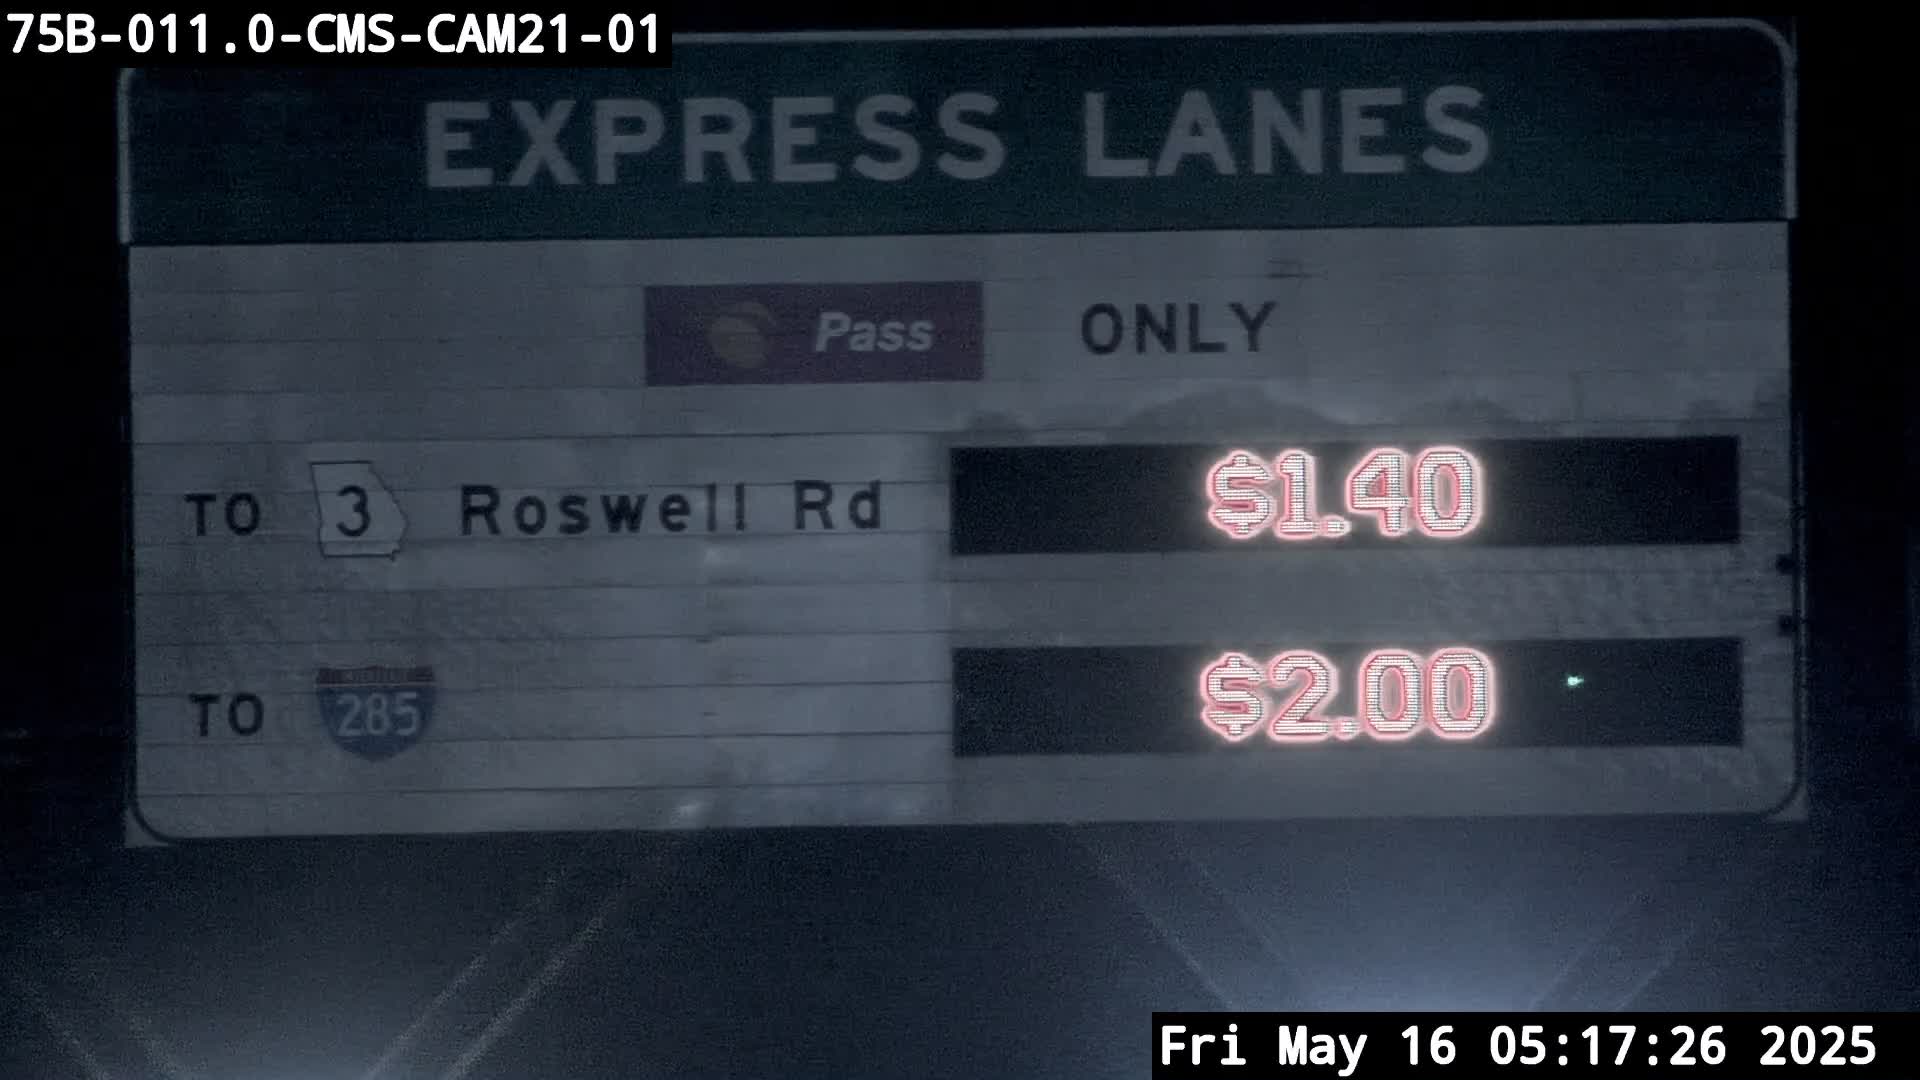 75B-011.0-CMS-CAM21-01
EXPRESS LANES
Pass ONLY
TO 3 Roswell Rd $1.40
TO 285 $2.00
Fri May 16 05:17:26 2025